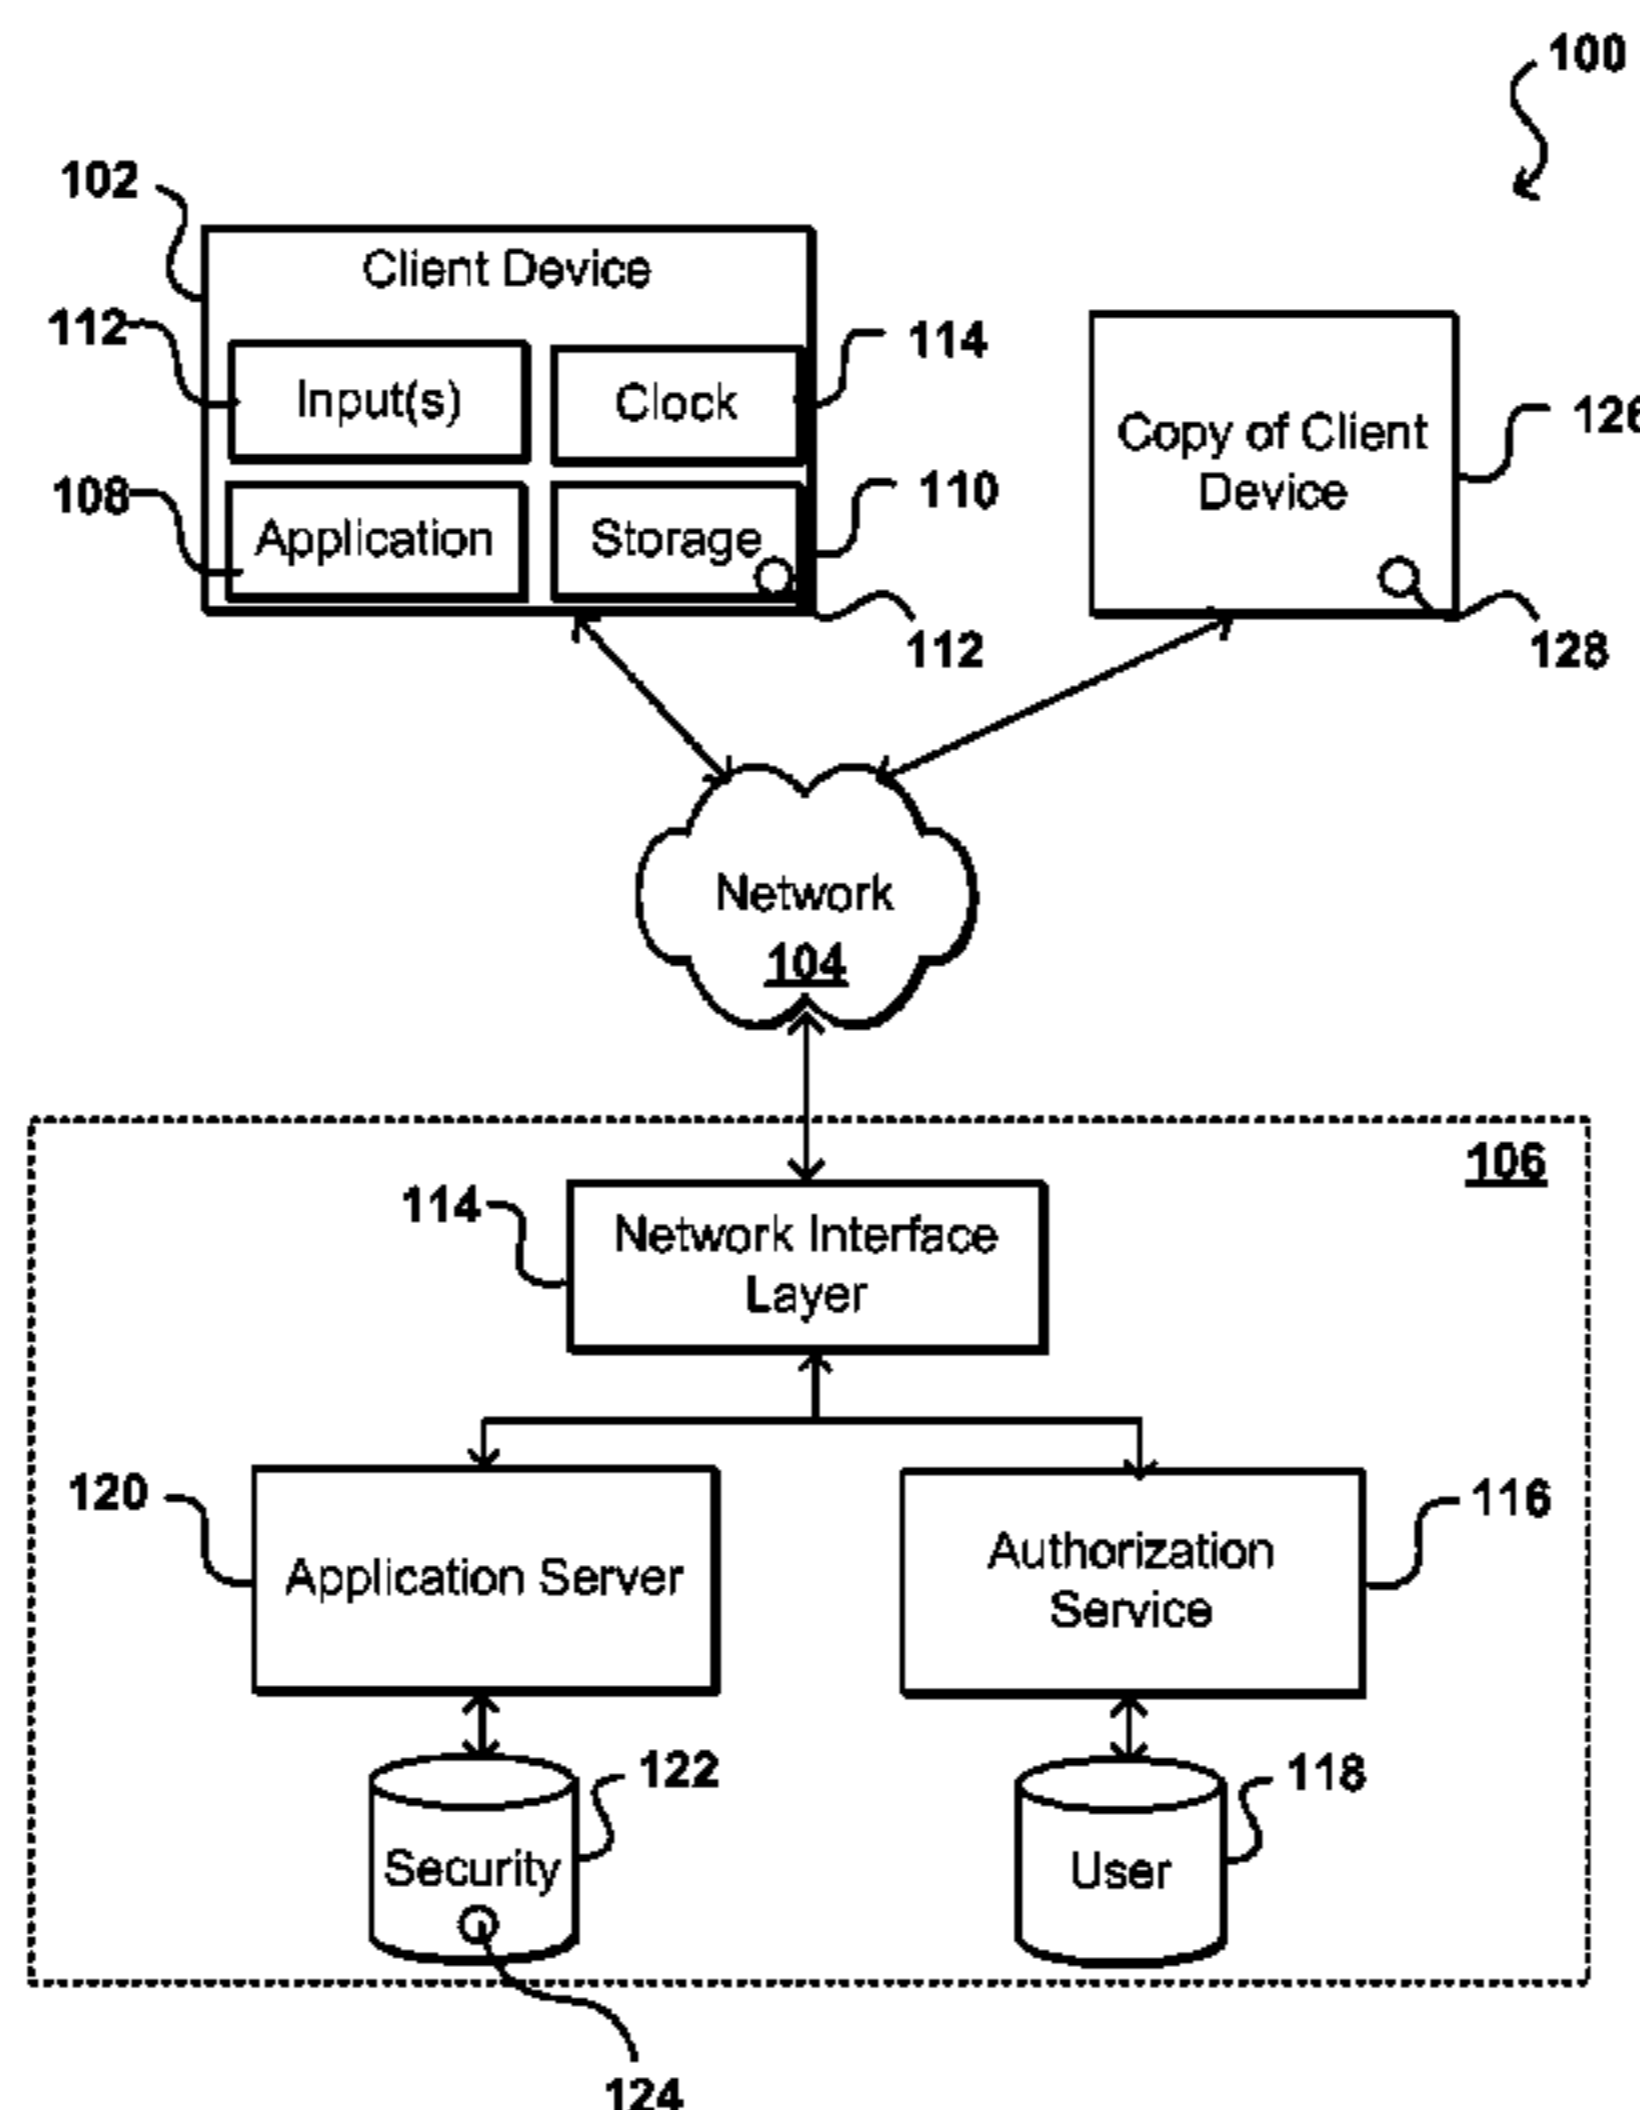 100
102
Client Device
112
Input(s)
Clock
114
Copy of Client
Device
126
108
Application
Storage
110
112
128
Network
104
106
114
Network Interface
Layer
120
Application Server
Authorization
Service
116
Security
122
User
118
124